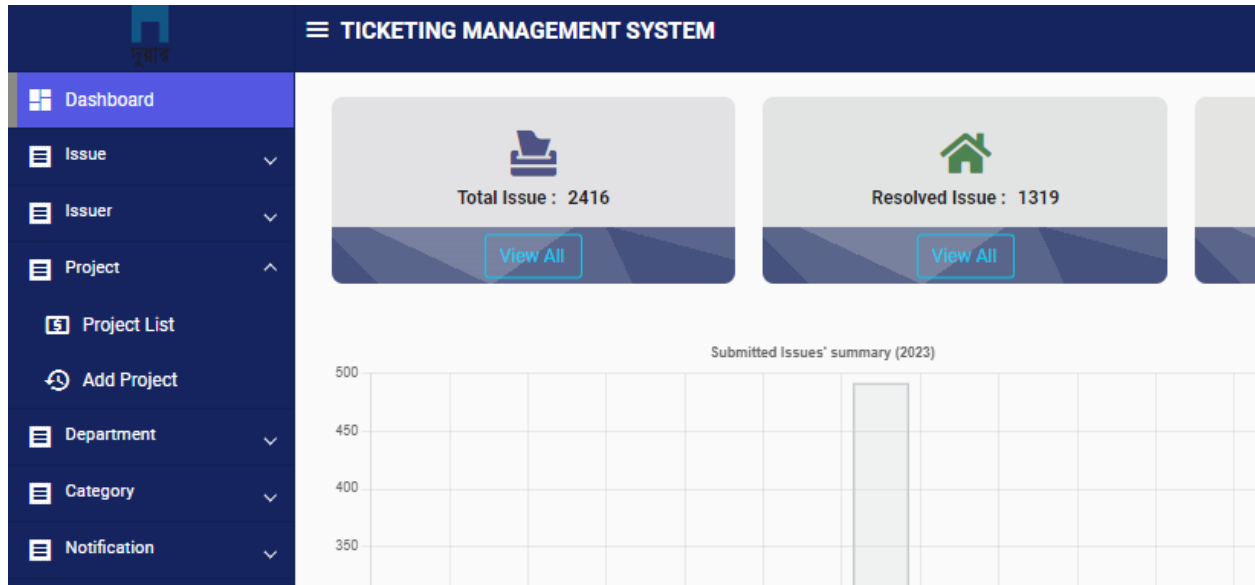 দুয়ার
TICKETING MANAGEMENT SYSTEM
Dashboard
Issue
Issuer
Project
Project List
Add Project
Department
Category
Notification
Total Issue : 2416
View All
Resolved Issue : 1319
View All
Submitted Issues' summary (2023)
500
450
400
350